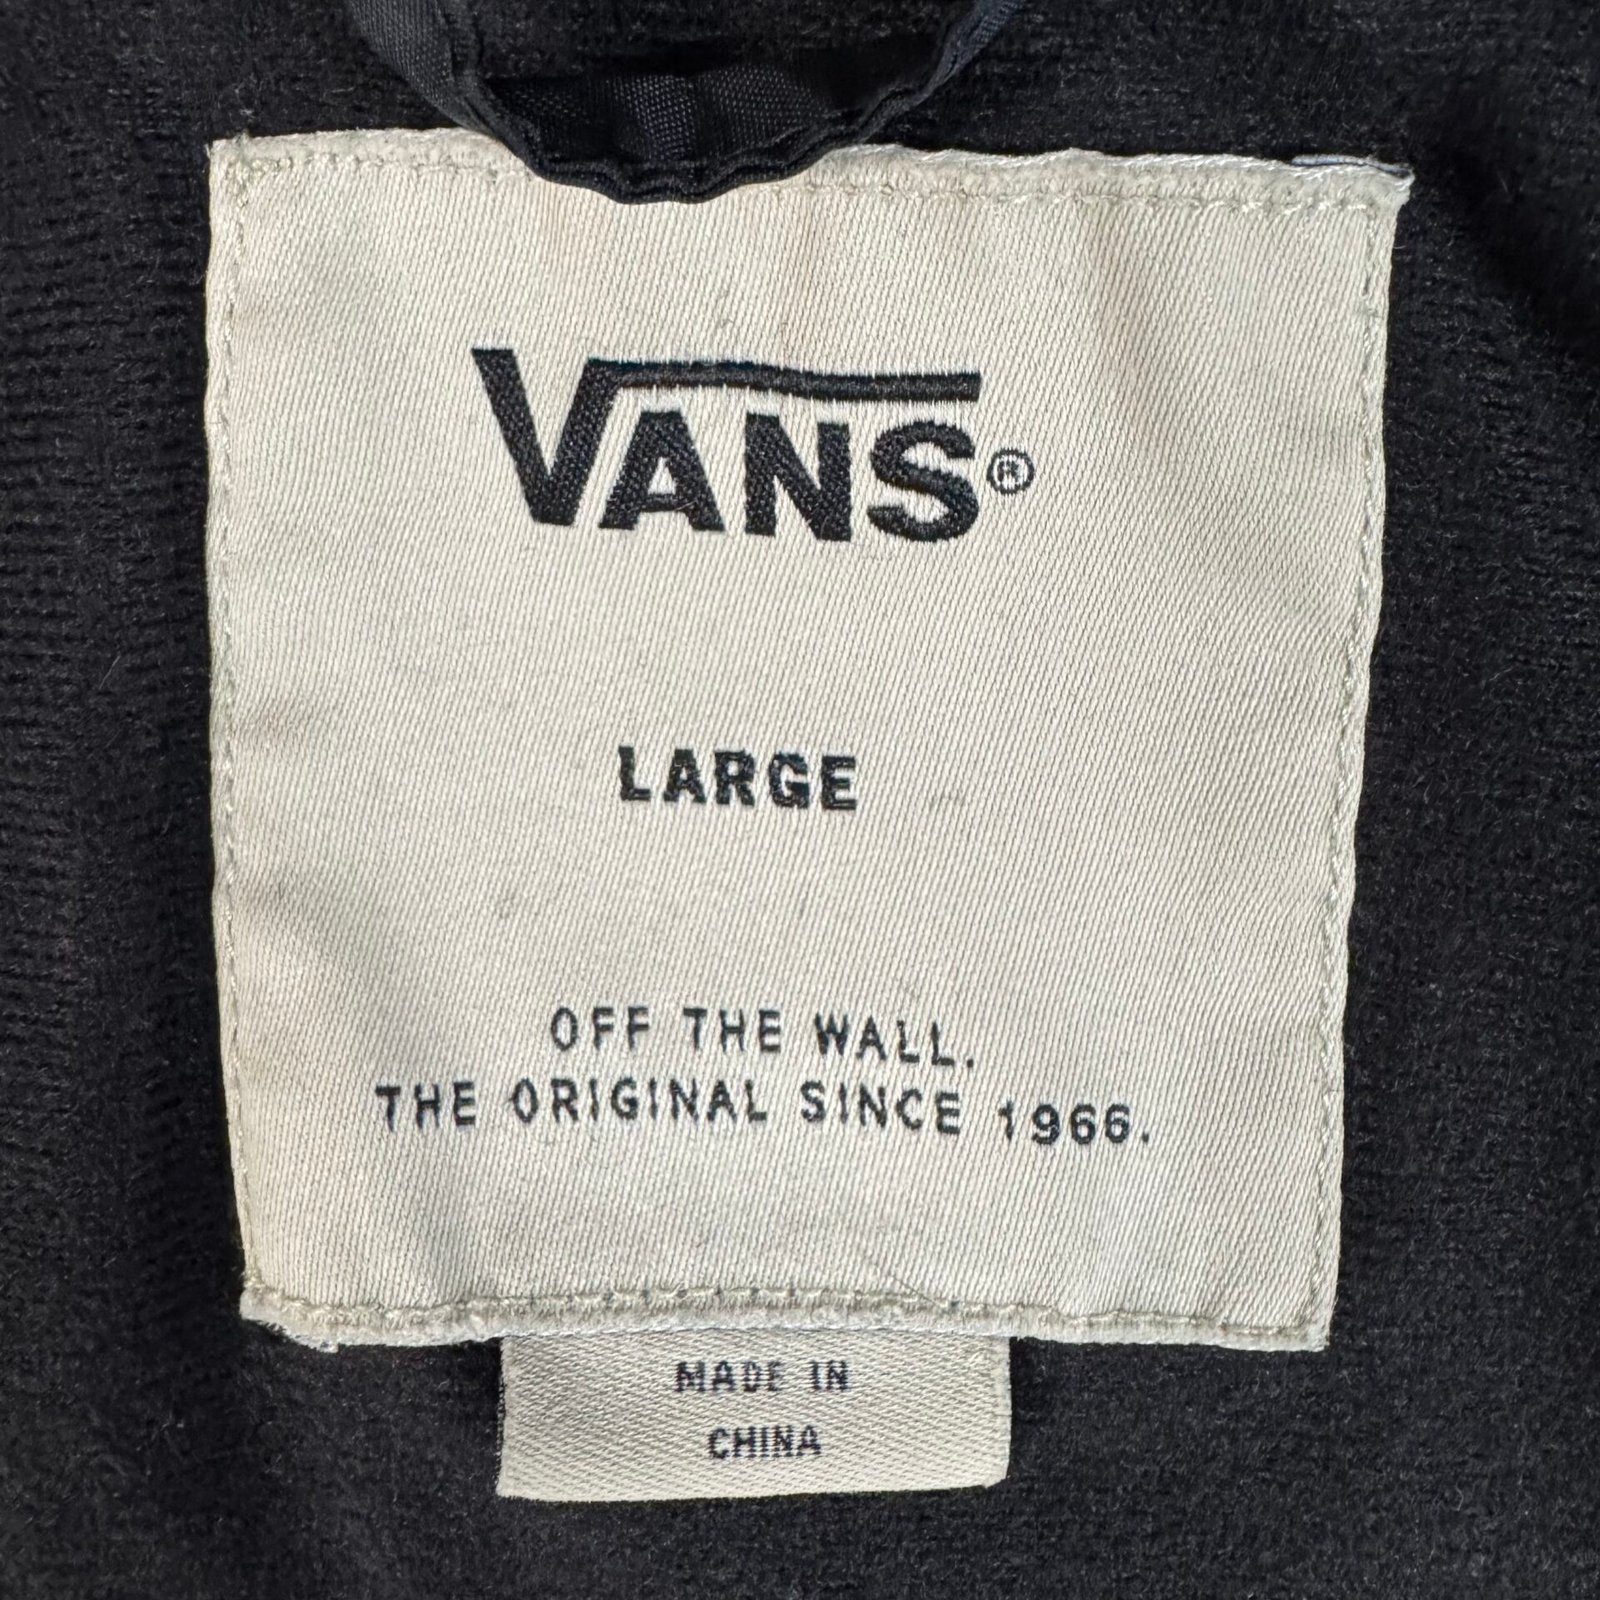 VANS®
LARGE
OFF THE WALL.
THE ORIGINAL SINCE 1966.
MADE IN
CHINA